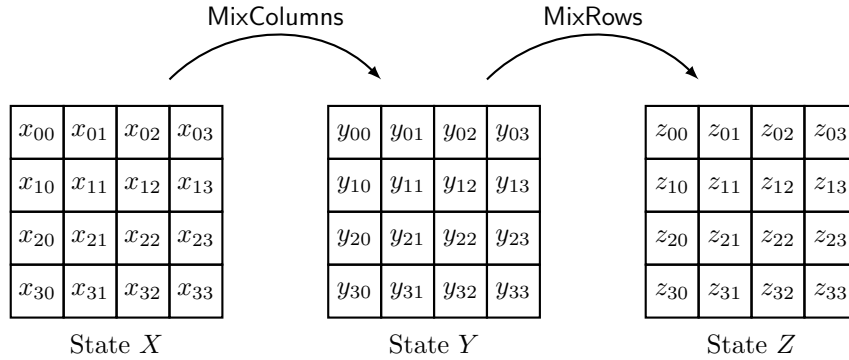 MixColumns MixRows
x₀₀ x₀₁ x₀₂ x₀₃ y₀₀ y₀₁ y₀₂ y₀₃ z₀₀ z₀₁ z₀₂ z₀₃
x₁₀ x₁₁ x₁₂ x₁₃ y₁₀ y₁₁ y₁₂ y₁₃ z₁₀ z₁₁ z₁₂ z₁₃
x₂₀ x₂₁ x₂₂ x₂₃ y₂₀ y₂₁ y₂₂ y₂₃ z₂₀ z₂₁ z₂₂ z₂₃
x₃₀ x₃₁ x₃₂ x₃₃ y₃₀ y₃₁ y₃₂ y₃₃ z₃₀ z₃₁ z₃₂ z₃₃
State X State Y State Z